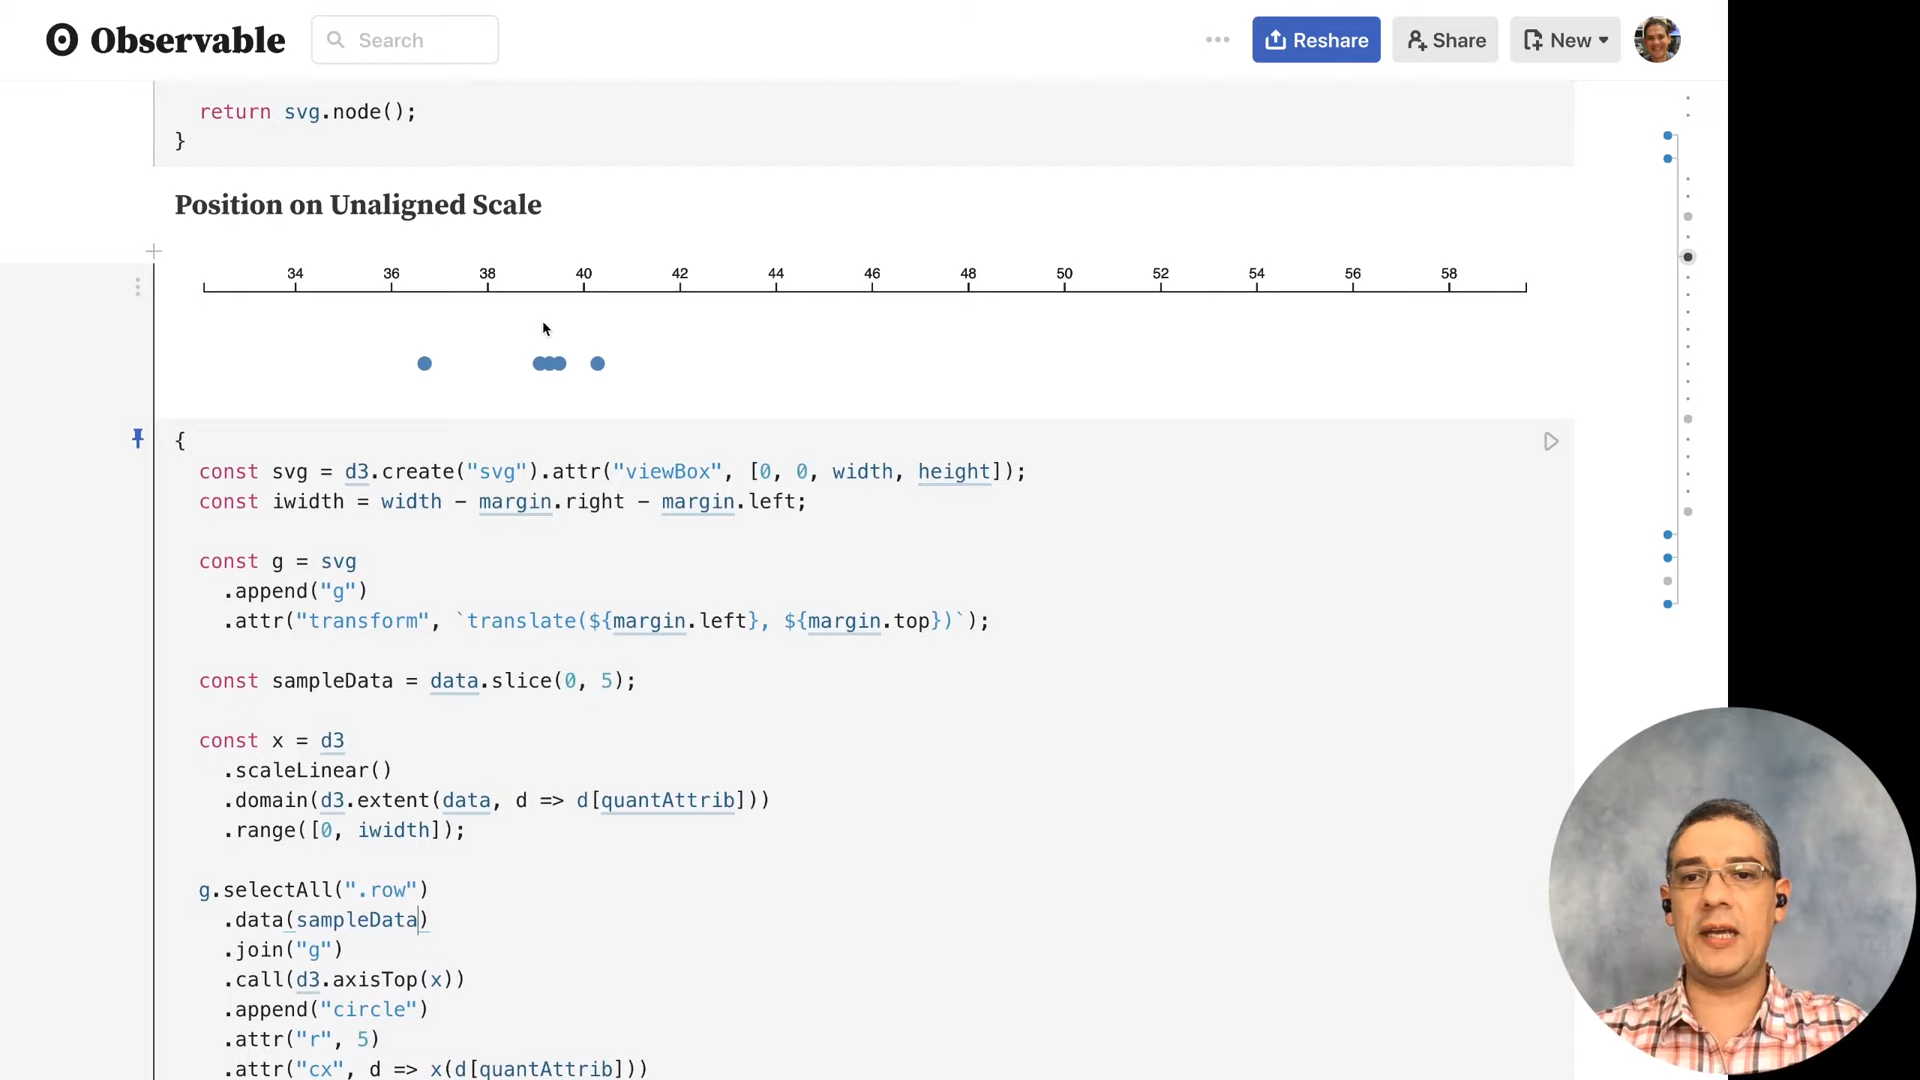 Observable
Search
Reshare
Share
New
return svg.node();
}
Position on Unaligned Scale
34 36 38 40 42 44 46 48 50 52 54 56 58
{
const svg = d3.create("svg").attr("viewBox", [0, 0, width, height]);
const iwidth = width - margin.right - margin.left;
const g = svg
.append("g")
.attr("transform", `translate(${margin.left}, ${margin.top})`);
const sampleData = data.slice(0, 5);
const x = d3
.scaleLinear()
.domain(d3.extent(data, d => d[quantAttrib]))
.range([0, iwidth]);
g.selectAll(".row")
.data(sampleData)
.join("g")
.call(d3.axisTop(x))
.append("circle")
.attr("r", 5)
.attr("cx", d => x(d[quantAttrib]))